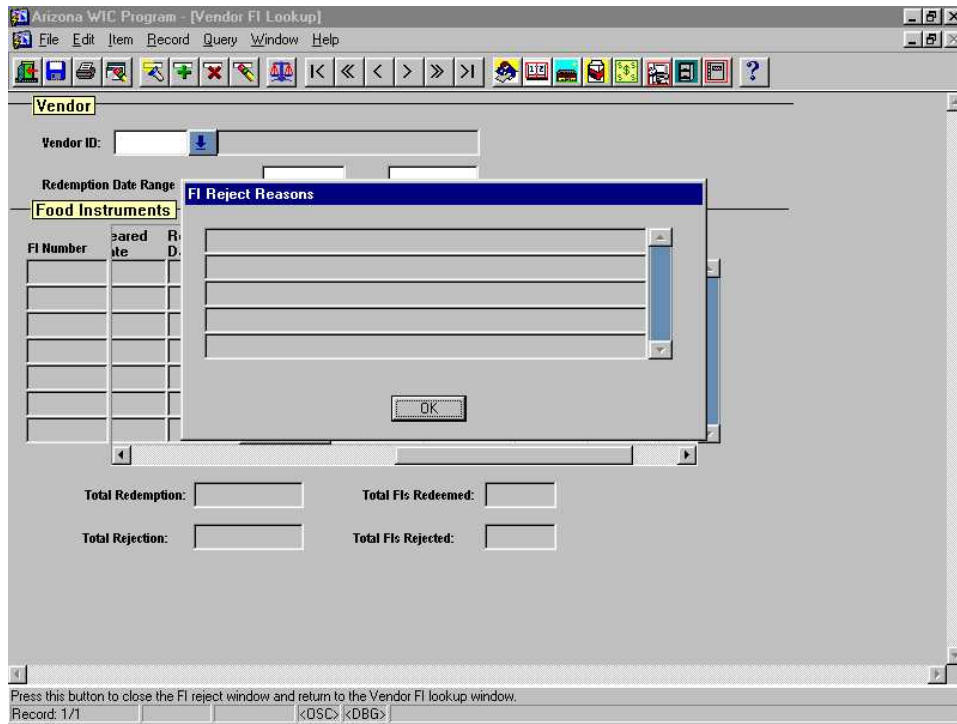 Arizona WIC Program - [Vendor FI Lookup]
File Edit Item Record Query Window Help
Vendor
Vendor ID:
Redemption Date Range
FI Reject Reasons
Food Instruments
FI Number
eared
ate
R
D
OK
Total Redemption:
Total FIs Redeemed:
Total Rejection:
Total FIs Rejected:
Press this button to close the FI reject window and return to the Vendor FI lookup window.
Record: 1/1
<OSC> <DBG>